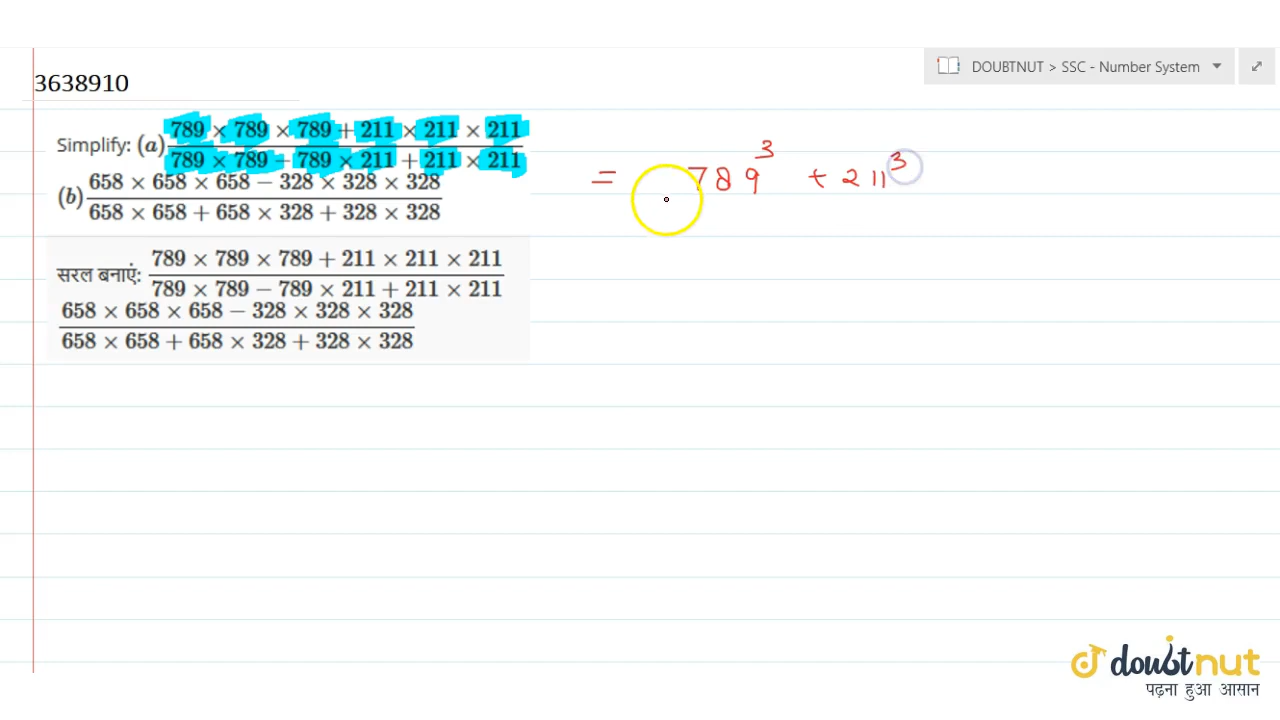 DOUBTNUT > SSC - Number System
3638910
Simplify: (a) 789 × 789 × 789 + 211 × 211 × 211
789 × 789 − 789 × 211 + 211 × 211
= 789³ + 211³
(b) 658 × 658 × 658 − 328 × 328 × 328
658 × 658 + 658 × 328 + 328 × 328
सरल बनाएं: 789 × 789 × 789 + 211 × 211 × 211
789 × 789 − 789 × 211 + 211 × 211
658 × 658 × 658 − 328 × 328 × 328
658 × 658 + 658 × 328 + 328 × 328
doubtnut
पढ़ना हुआ आसान